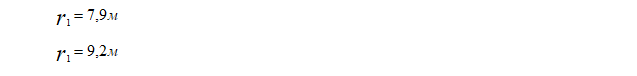 r₁ = 7,9м
r₁ = 9,2м